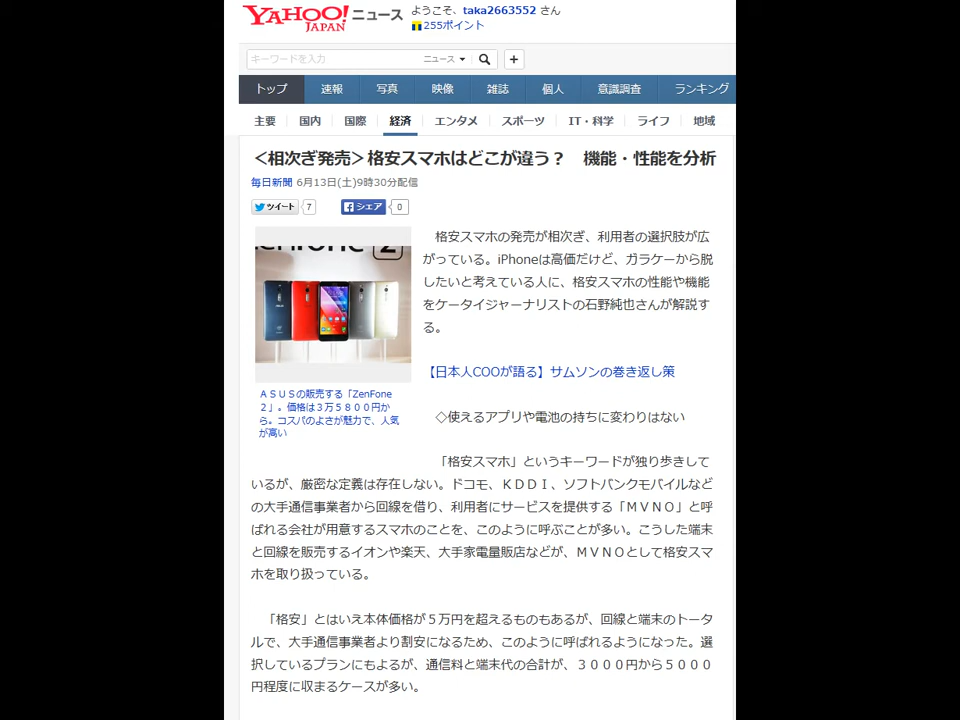 YAHOO! JAPAN ニュース
ようこそ、taka2663552 さん
255ポイント
キーワードを入力 ニュース
トップ 速報 写真 映像 雑誌 個人 意識調査 ランキング
主要 国内 国際 経済 エンタメ スポーツ IT・科学 ライフ 地域
＜相次ぎ発売＞格安スマホはどこが違う？　機能・性能を分析
毎日新聞 6月13日(土)9時30分配信
ツイート 7 シェア 0
格安スマホの発売が相次ぎ、利用者の選択肢が広
がっている。iPhoneは高価だけど、ガラケーから脱
したいと考えている人に、格安スマホの性能や機能
をケータイジャーナリストの石野純也さんが解説す
る。
【日本人COOが語る】サムソンの巻き返し策
ＡＳＵＳの販売する「ZenFone
２」。価格は３万５８００円か
ら。コスパのよさが魅力で、人気
が高い
◇使えるアプリや電池の持ちに変わりはない
「格安スマホ」というキーワードが独り歩きして
いるが、厳密な定義は存在しない。ドコモ、ＫＤＤＩ、ソフトバンクモバイルなど
の大手通信事業者から回線を借り、利用者にサービスを提供する「ＭＶＮＯ」と呼
ばれる会社が用意するスマホのことを、このように呼ぶことが多い。こうした端末
と回線を販売するイオンや楽天、大手家電量販店などが、ＭＶＮＯとして格安スマ
ホを取り扱っている。
「格安」とはいえ本体価格が５万円を超えるものもあるが、回線と端末のトータ
ルで、大手通信事業者より割安になるため、このように呼ばれるようになった。選
択しているプランにもよるが、通信料と端末代の合計が、３０００円から５０００
円程度に収まるケースが多い。